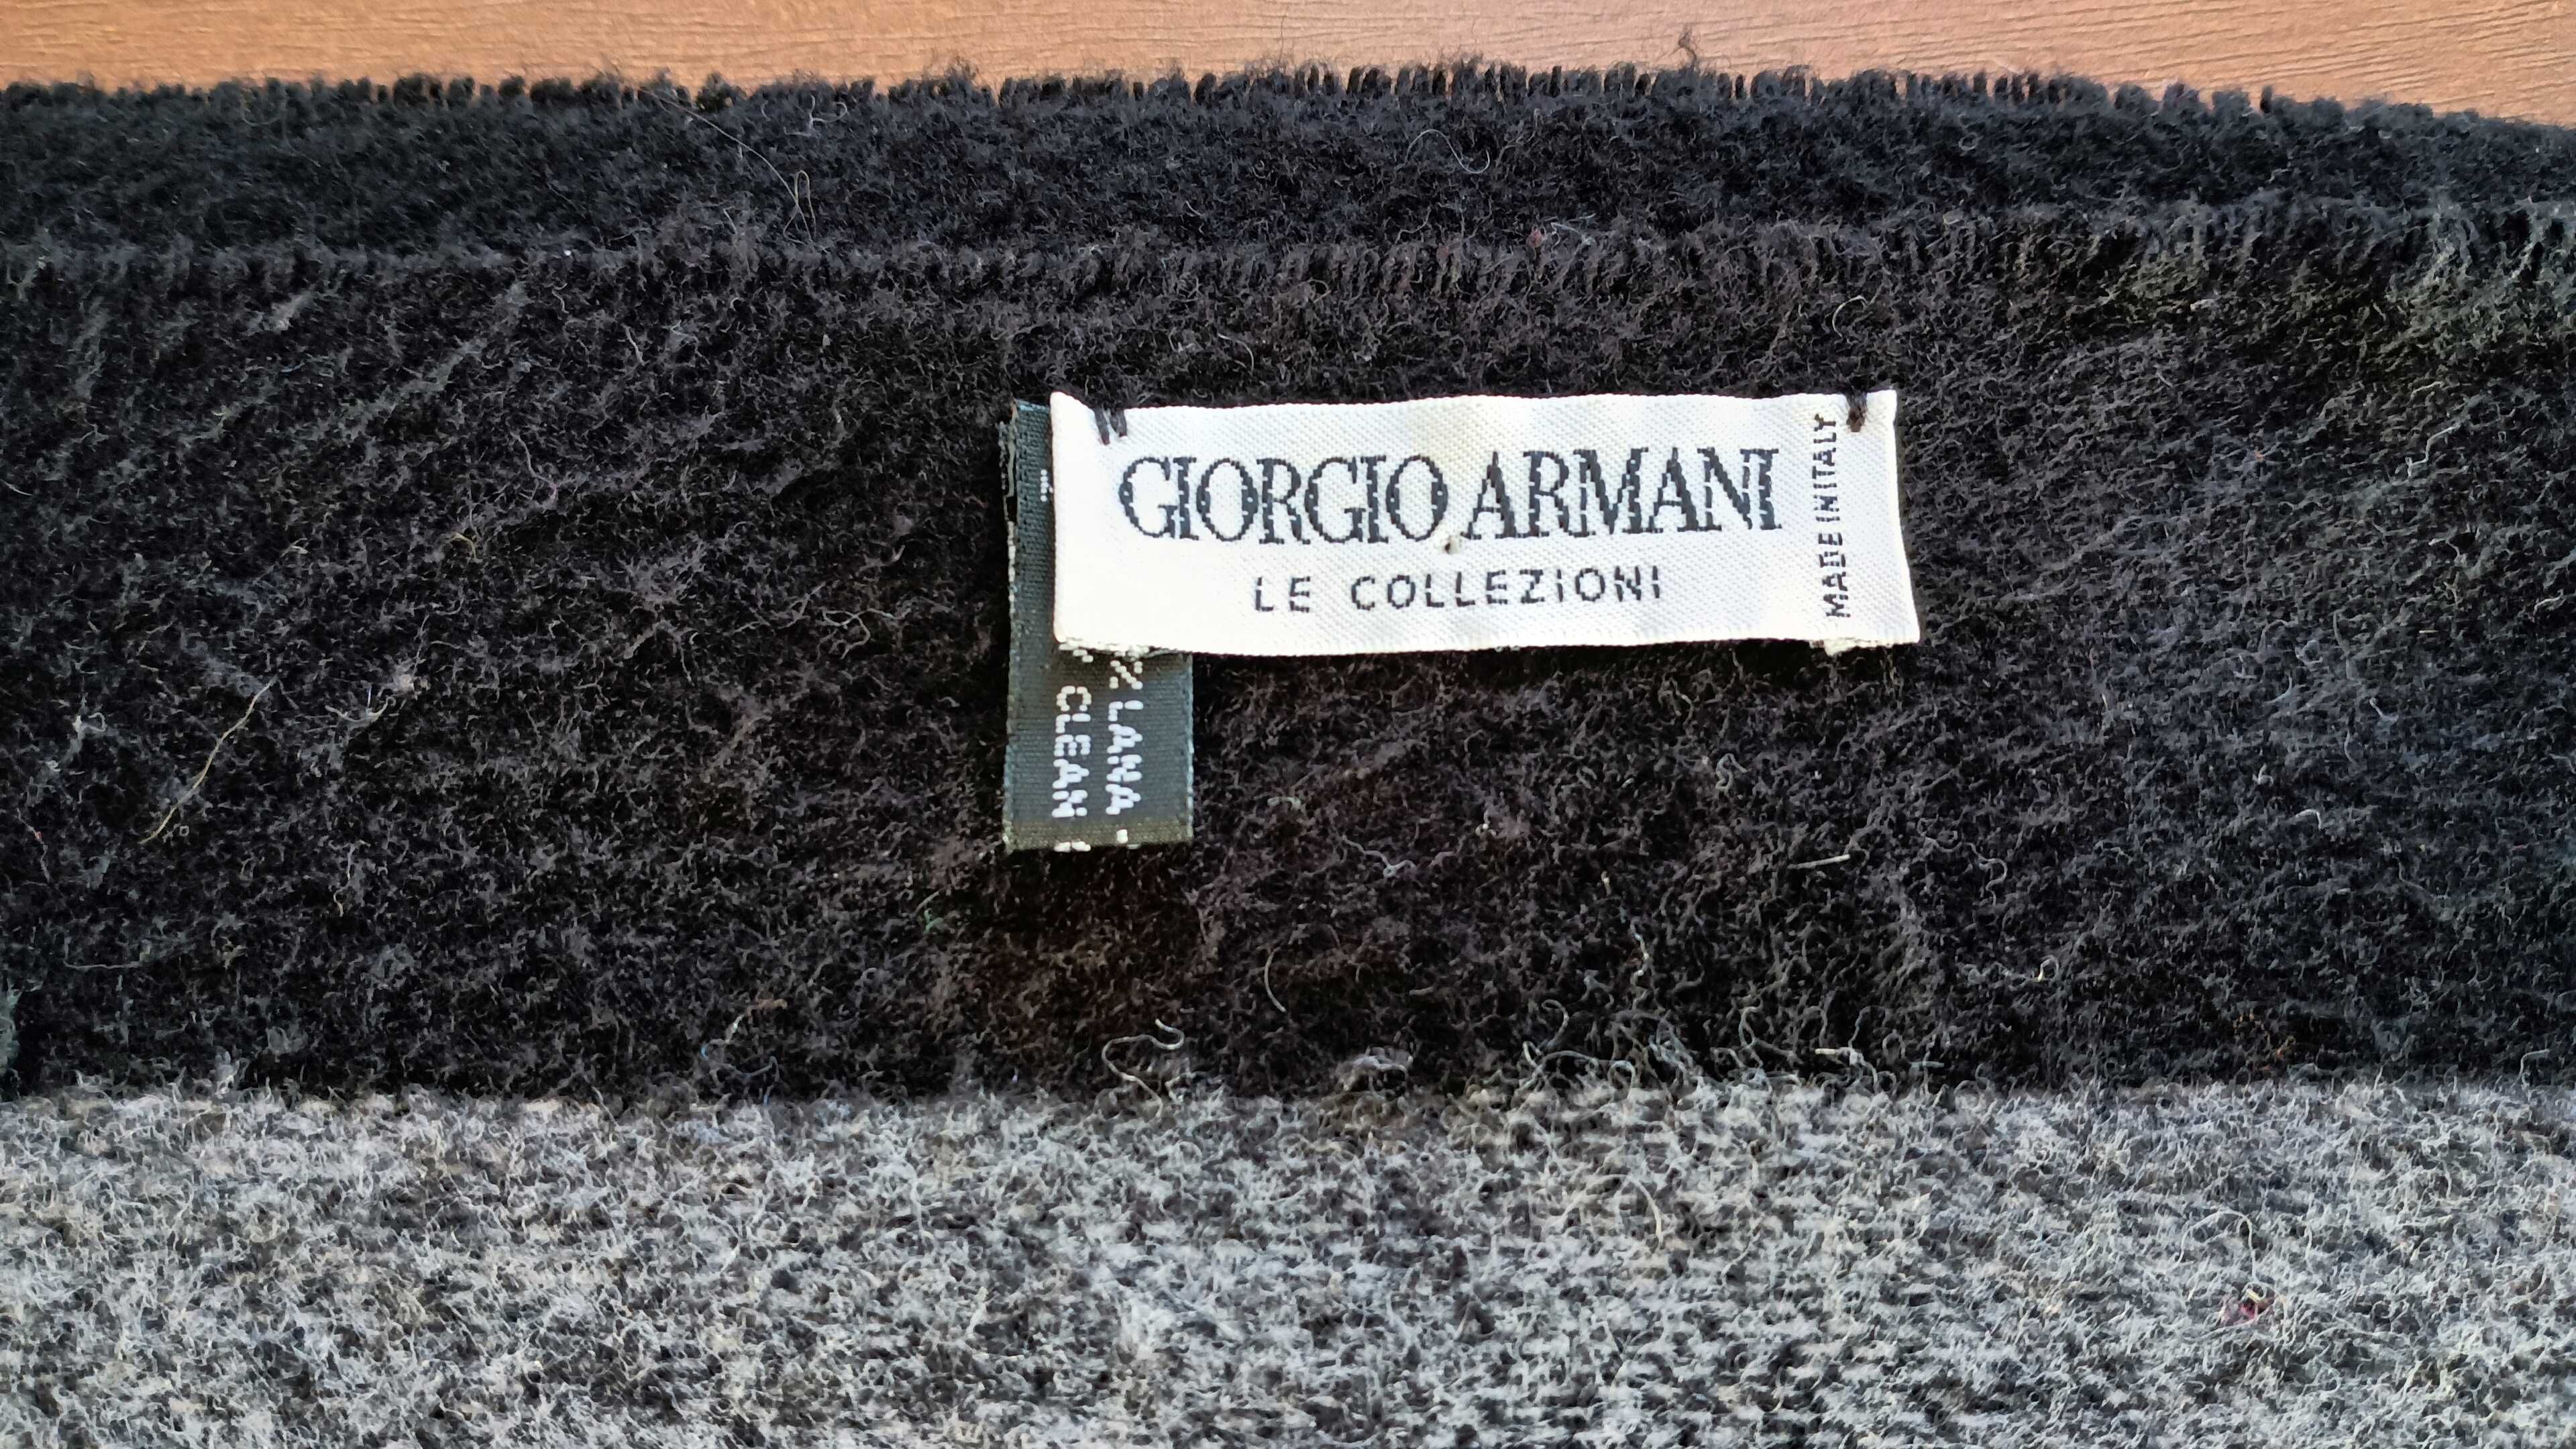 GIORGIO ARMANI
LE COLLEZIONI
MADE IN ITALY
% LANA
CLEAN